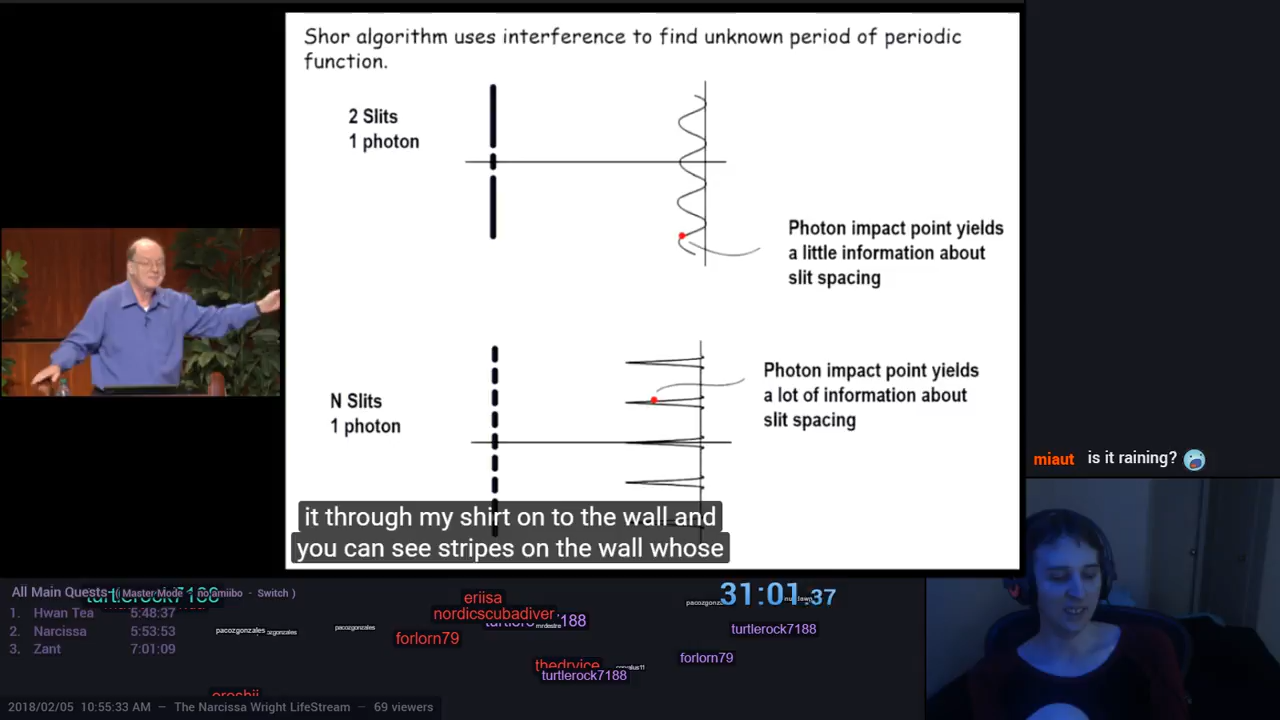 Shor algorithm uses interference to find unknown period of periodic
function.
2 Slits
1 photon
Photon impact point yields
a little information about
slit spacing
N Slits
1 photon
Photon impact point yields
a lot of information about
slit spacing
it through my shirt on to the wall and
you can see stripes on the wall whose
miaut is it raining?
All Main Quests ( Master Mode - no amiibo - Switch )
1. Hwan Tea 5:48:37
2. Narcissa 5:53:53
3. Zant 7:01:09
turtlerock7188
pacozgonzales
pacozgonzales
eriisa
nordicscubadiver
forlorn79
thedrvice
turtlerock7188
31:01.37
turtlerock7188
forlorn79
2018/02/05 10:55:33 AM — The Narcissa Wright LifeStream — 69 viewers